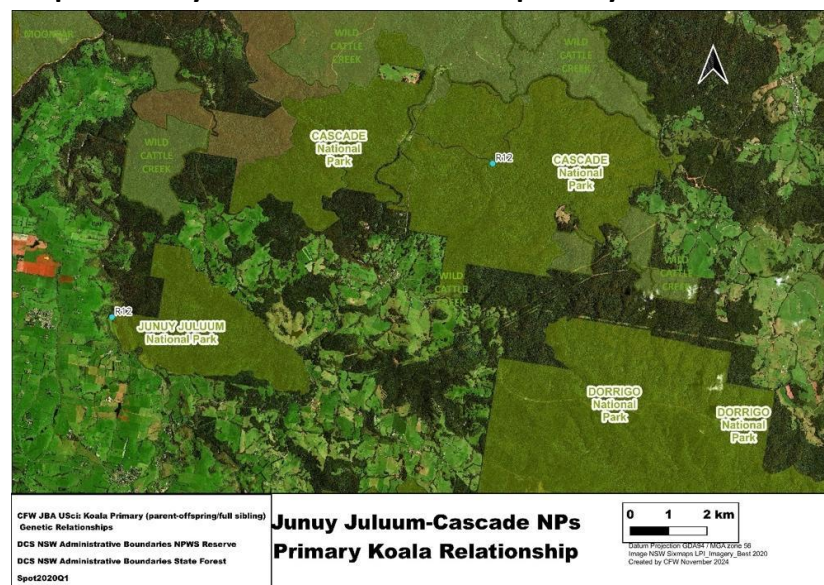 MOONPAR
WILD
CATTLE
CREEK
WILD
CATTLE
CREEK
WILD
CATTLE
CREEK
CASCADE
National
Park
R12
CASCADE
National
Park
WILD
CATTLE
CREEK
WILD
CATTLE
CREEK
R12
JUNUY JULUUM
National Park
DORRIGO
National
Park
DORRIGO
National
Park
CFW JBA USci: Koala Primary (parent-offspring/full sibling)
Genetic Relationships
DCS NSW Administrative Boundaries NPWS Reserve
DCS NSW Administrative Boundaries State Forest
Spot2020Q1
Junuy Juluum-Cascade NPs
Primary Koala Relationship
0 1 2 km
Datum Projection GDA94 / MGA zone 56
Image NSW Sixmaps LPI_Imagery_Best 2020
Created by CFW November 2024